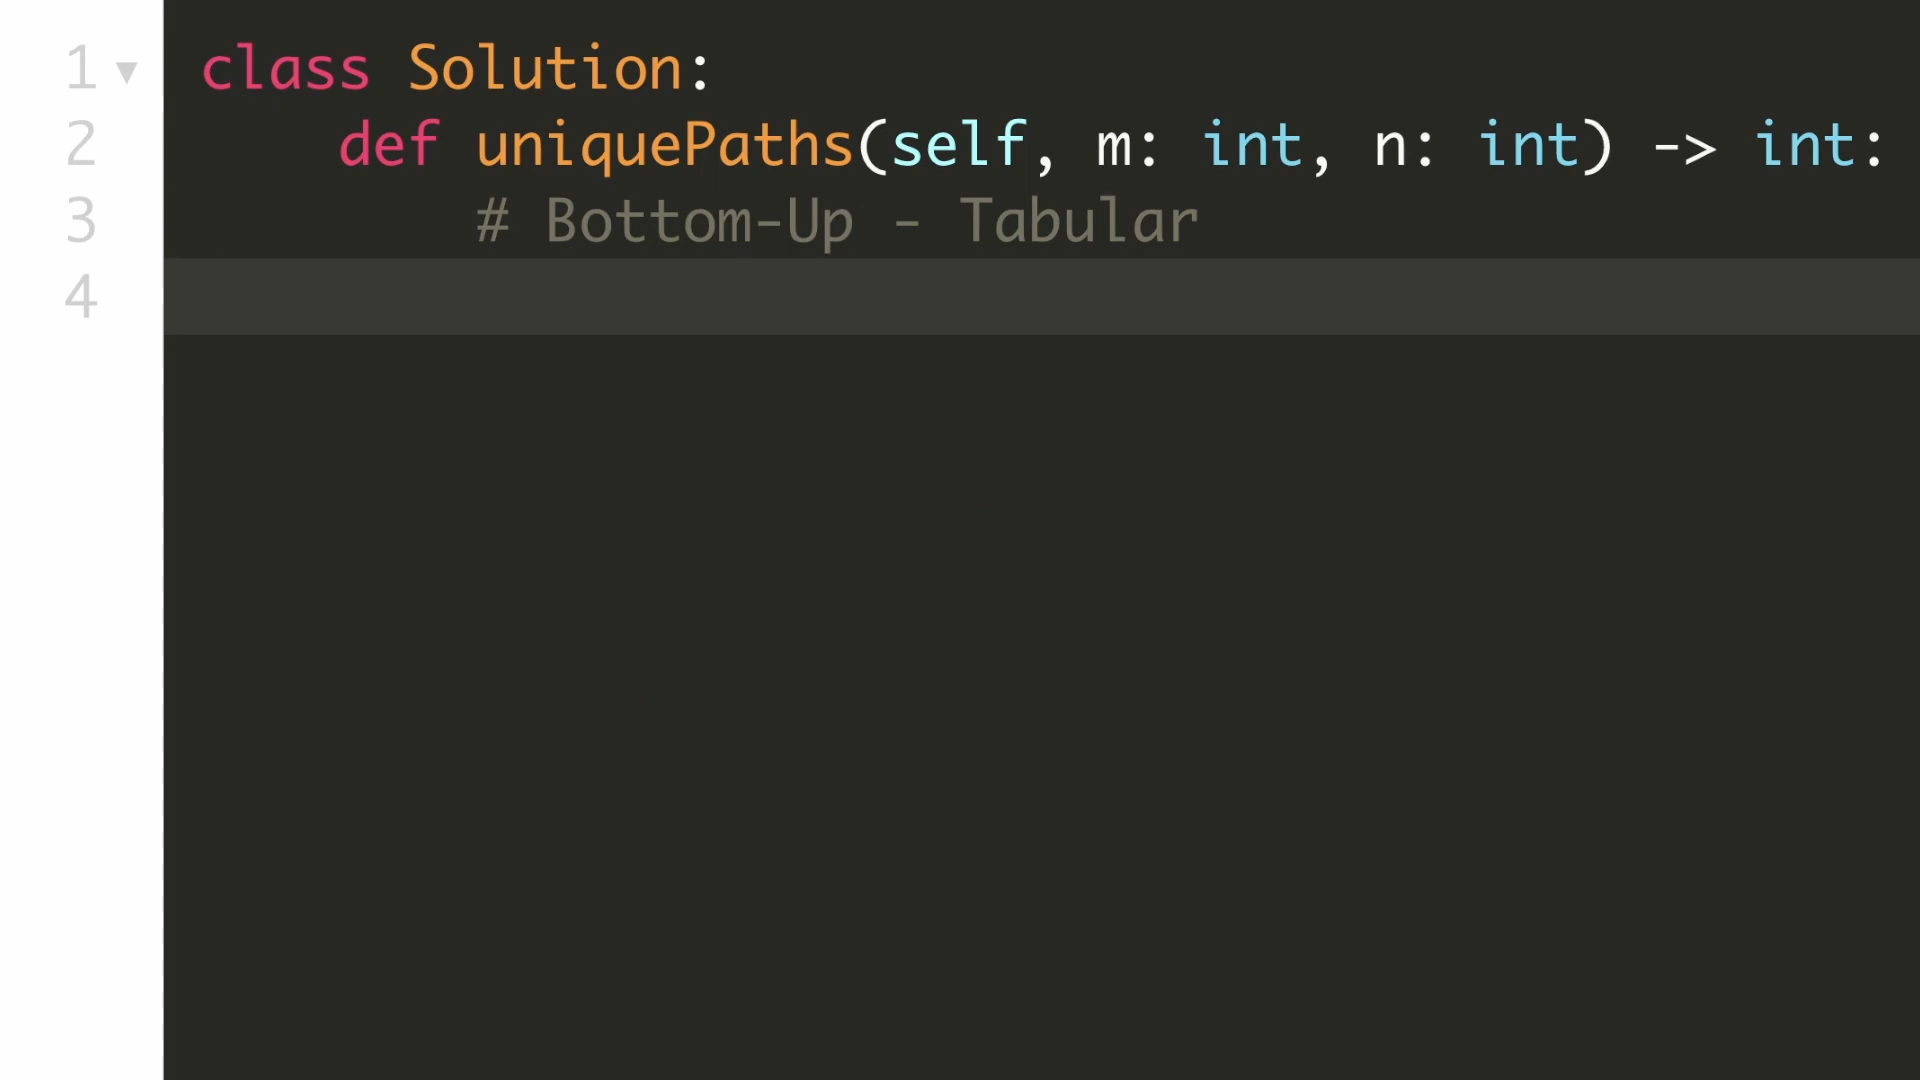 1 class Solution:
2 def uniquePaths(self, m: int, n: int) -> int:
3 # Bottom-Up - Tabular
4